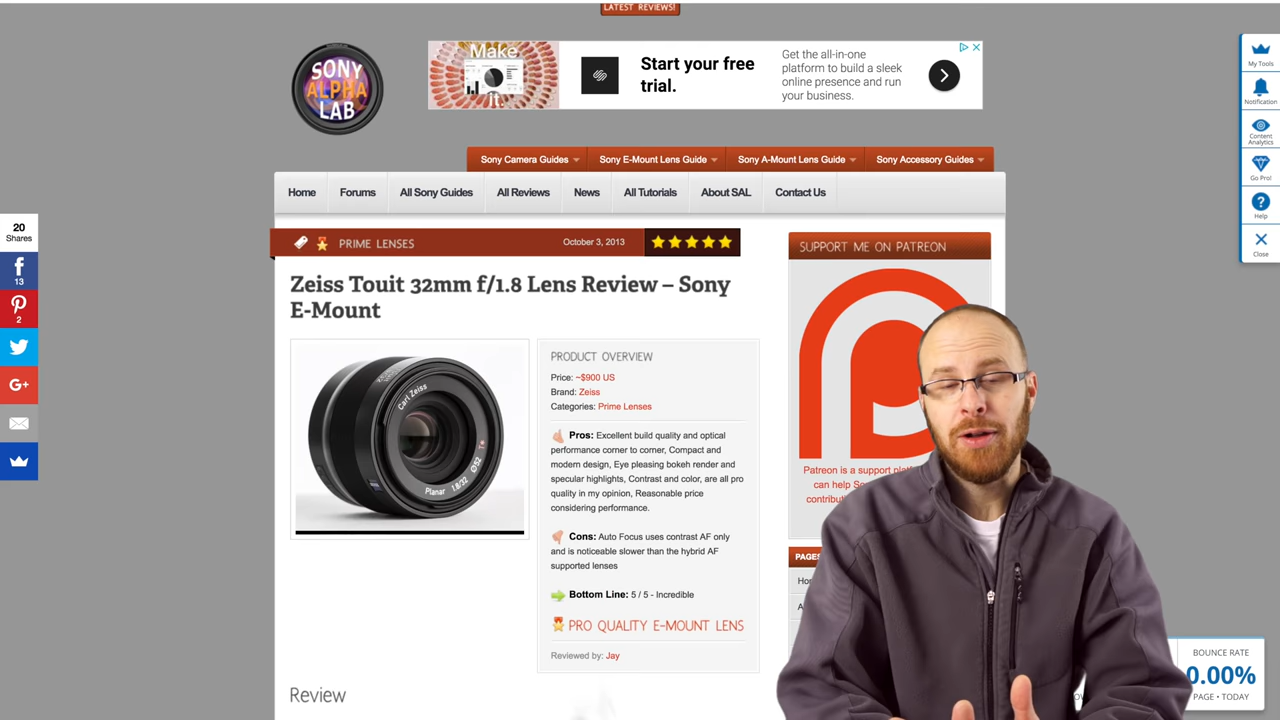 LATEST REVIEWS!
SONY
ALPHA
LAB
Make
it.
Start your free
trial.
Get the all-in-one
platform to build a sleek
online presence and run
your business.
My Tools
Notification
Content
Analytics
Go Pro!
Help
Close
Sony Camera Guides
Sony E-Mount Lens Guide
Sony A-Mount Lens Guide
Sony Accessory Guides
Home
Forums
All Sony Guides
All Reviews
News
All Tutorials
About SAL
Contact Us
20
Shares
13
2
G+
PRIME LENSES
October 3, 2013
Zeiss Touit 32mm f/1.8 Lens Review – Sony
E-Mount
Carl Zeiss
Planar 1.8/32 Ø52 T*
PRODUCT OVERVIEW
Price: ~$900 US
Brand: Zeiss
Categories: Prime Lenses
Pros: Excellent build quality and optical
performance corner to corner, Compact and
modern design, Eye pleasing bokeh render and
specular highlights, Contrast and color, are all pro
quality in my opinion, Reasonable price
considering performance.
Cons: Auto Focus uses contrast AF only
and is noticeable slower than the hybrid AF
supported lenses
Bottom Line: 5 / 5 - Incredible
PRO QUALITY E-MOUNT LENS
Reviewed by: Jay
Review
SUPPORT ME ON PATREON
Patreon is a support
can help
PAGES
BOUNCE RATE
0.00%
PAGE • TODAY